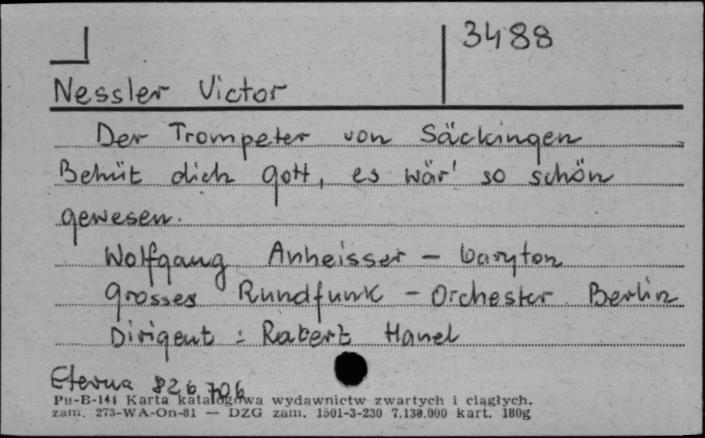 3488
Nessler Victor
Der Trompeter von Säckingen
Behüt dich Gott, es wär' so schön
gewesen.
Wolfgang Anheisser - baryton
Grosses Rundfunk - Orchester Berlin
Dirigent : Robert Hanel
Eterna 826 706
Pu-B-144 Karta katalogowa wydawnictw zwartych i ciągłych.
zam. 273-WA-On-81 — DZG zam. 1501-3-230 7.130.000 kart. 180g